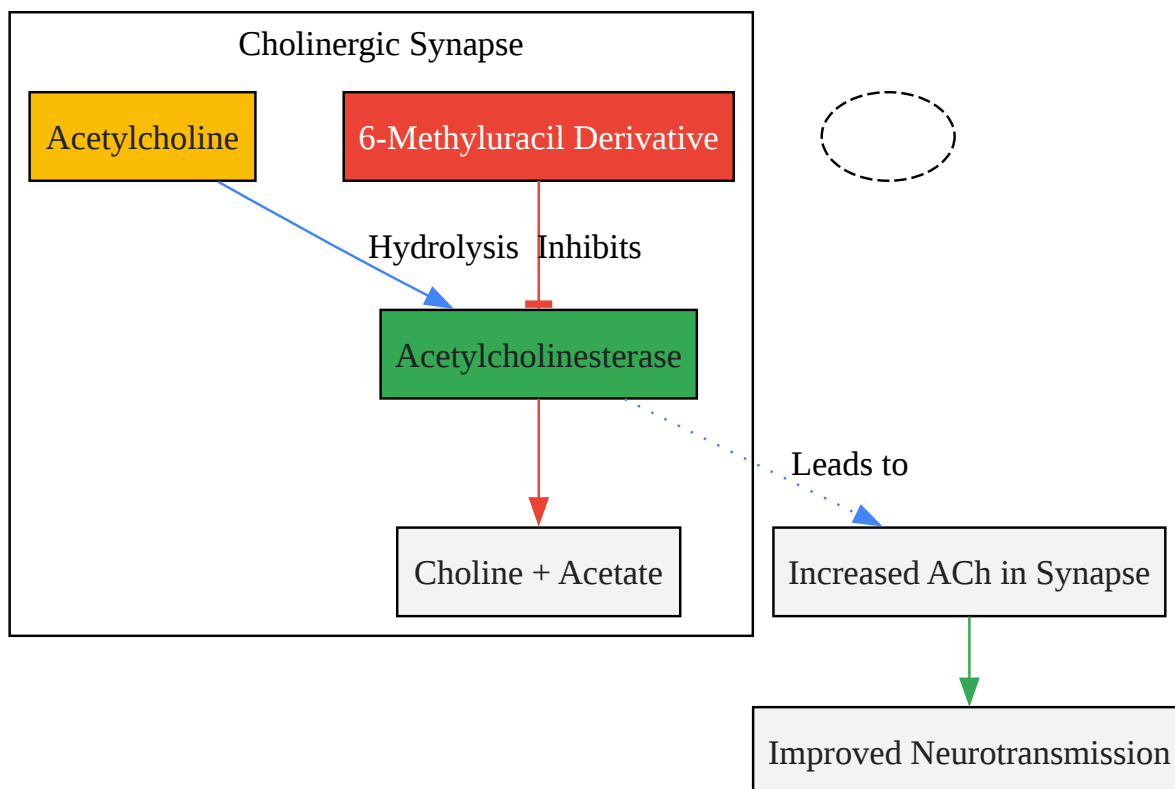 Cholinergic Synapse
Acetylcholine
6-Methyluracil Derivative
Hydrolysis
Inhibits
Acetylcholinesterase
Leads to
Choline + Acetate
Increased ACh in Synapse
Improved Neurotransmission